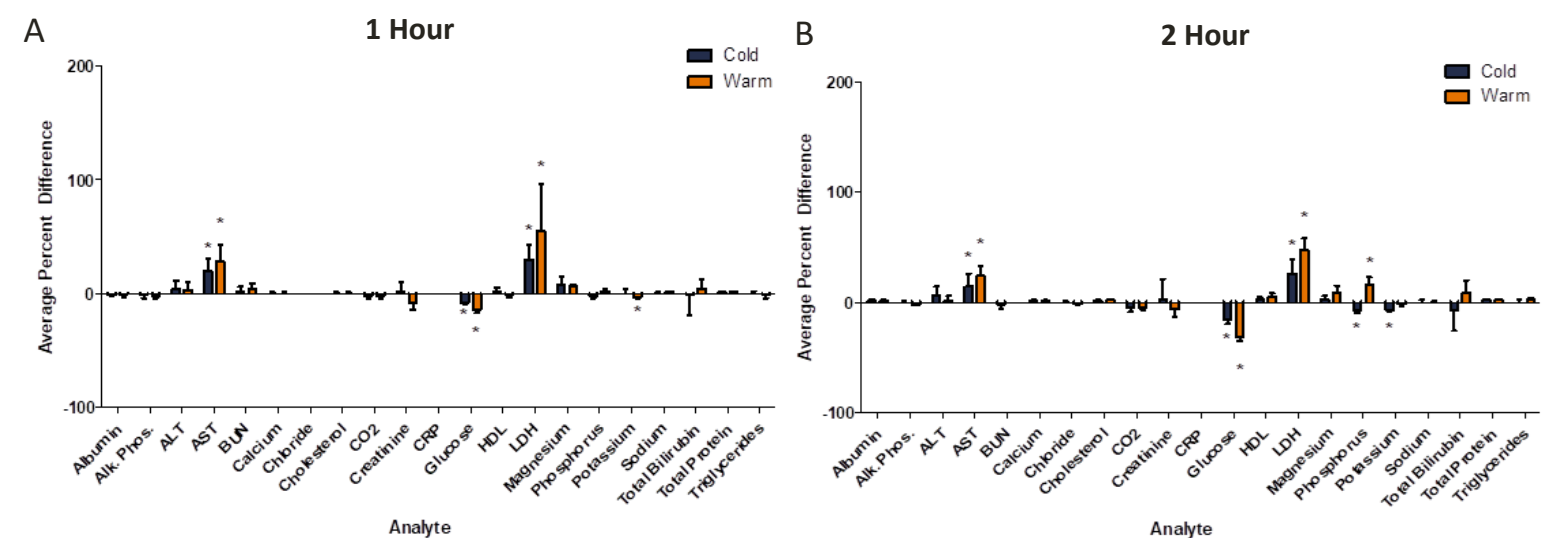 A
1 Hour
Cold
Warm
200
100
0
-100
Average Percent Difference
*
*
*
*
*
*
*
Albumin
Alk. Phos.
ALT
AST
BUN
Calcium
Chloride
Cholesterol
CO2
Creatinine
CRP
Glucose
HDL
LDH
Magnesium
Phosphorus
Potassium
Sodium
Total Bilirubin
Total Protein
Triglycerides
Analyte
B
2 Hour
Cold
Warm
200
100
0
-100
Average Percent Difference
*
*
*
*
*
*
*
*
*
Albumin
Alk. Phos.
ALT
AST
BUN
Calcium
Chloride
Cholesterol
CO2
Creatinine
CRP
Glucose
HDL
LDH
Magnesium
Phosphorus
Potassium
Sodium
Total Bilirubin
Total Protein
Triglycerides
Analyte